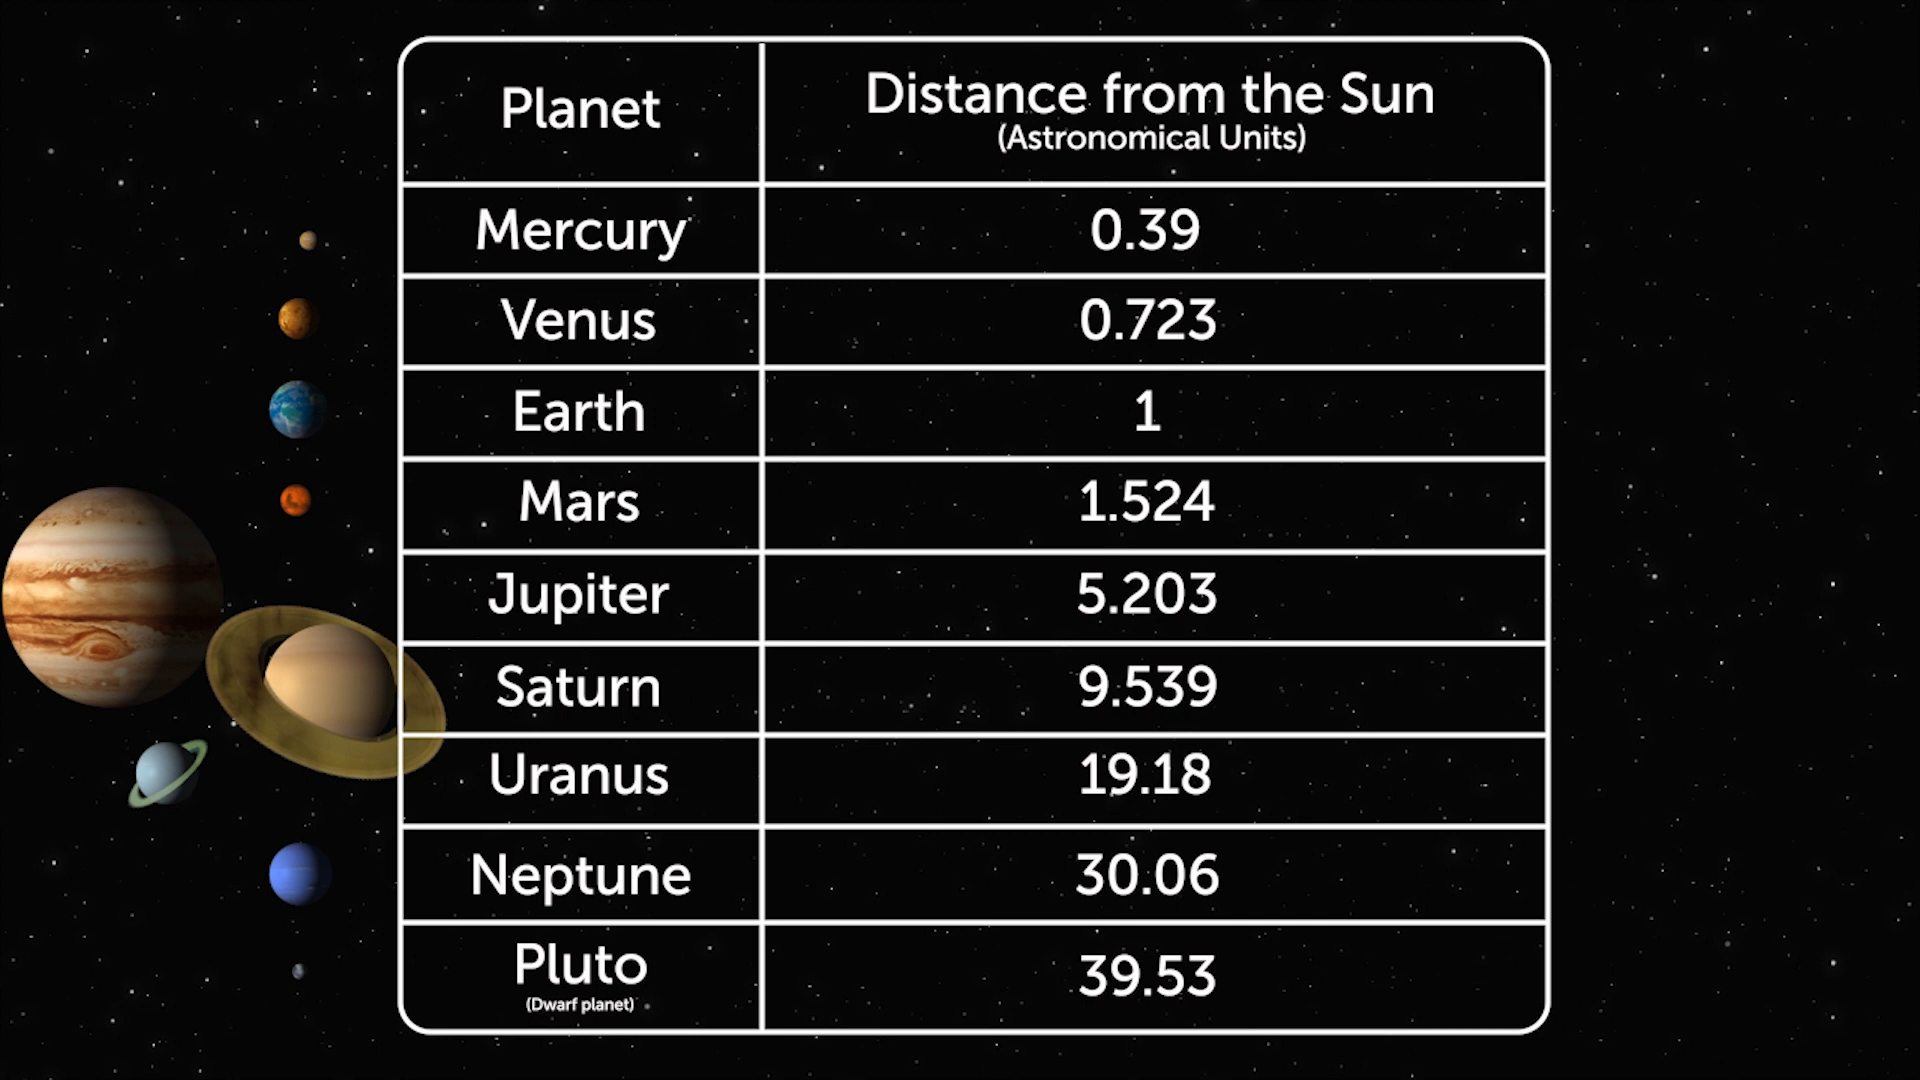 Planet
Distance from the Sun
(Astronomical Units)
Mercury
0.39
Venus
0.723
Earth
1
Mars
1.524
Jupiter
5.203
Saturn
9.539
Uranus
19.18
Neptune
30.06
Pluto
(Dwarf planet)
39.53